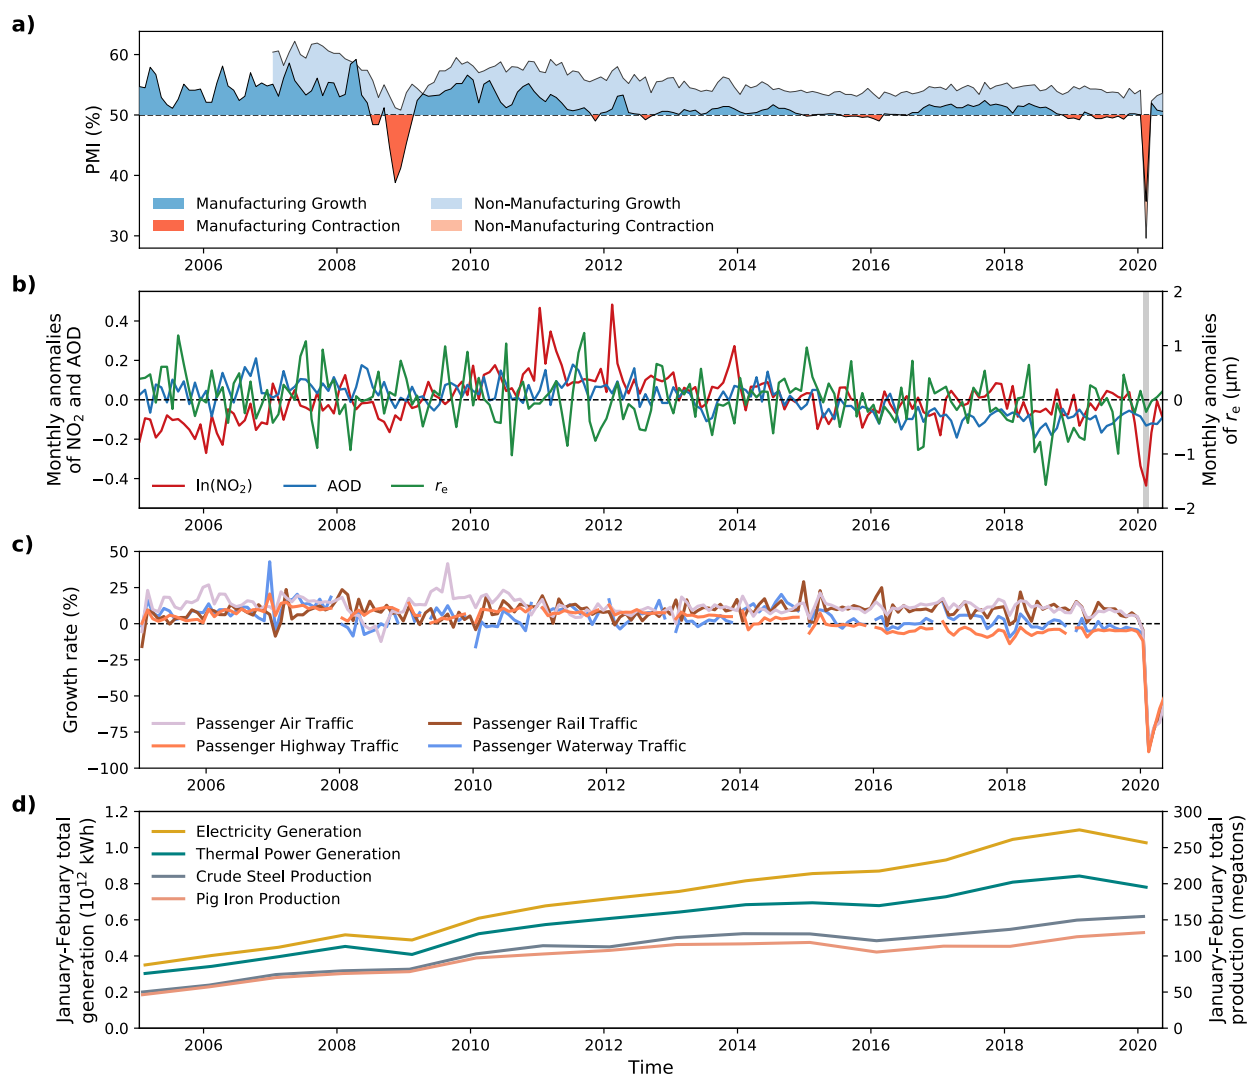 a)
PMI (%)
60
50
40
30
Manufacturing Growth
Manufacturing Contraction
Non-Manufacturing Growth
Non-Manufacturing Contraction
2006 2008 2010 2012 2014 2016 2018 2020
b)
Monthly anomalies
of NO₂ and AOD
0.4
0.2
0.0
−0.2
−0.4
ln(NO₂) AOD rₑ
2
1
0
−1
−2
Monthly anomalies
of rₑ (μm)
2006 2008 2010 2012 2014 2016 2018 2020
c)
Growth rate (%)
50
25
0
−25
−50
−75
−100
Passenger Air Traffic
Passenger Highway Traffic
Passenger Rail Traffic
Passenger Waterway Traffic
2006 2008 2010 2012 2014 2016 2018 2020
d)
January-February total
generation (10¹² kWh)
1.2
1.0
0.8
0.6
0.4
0.2
0.0
Electricity Generation
Thermal Power Generation
Crude Steel Production
Pig Iron Production
300
250
200
150
100
50
0
January-February total
production (megatons)
2006 2008 2010 2012 2014 2016 2018 2020
Time